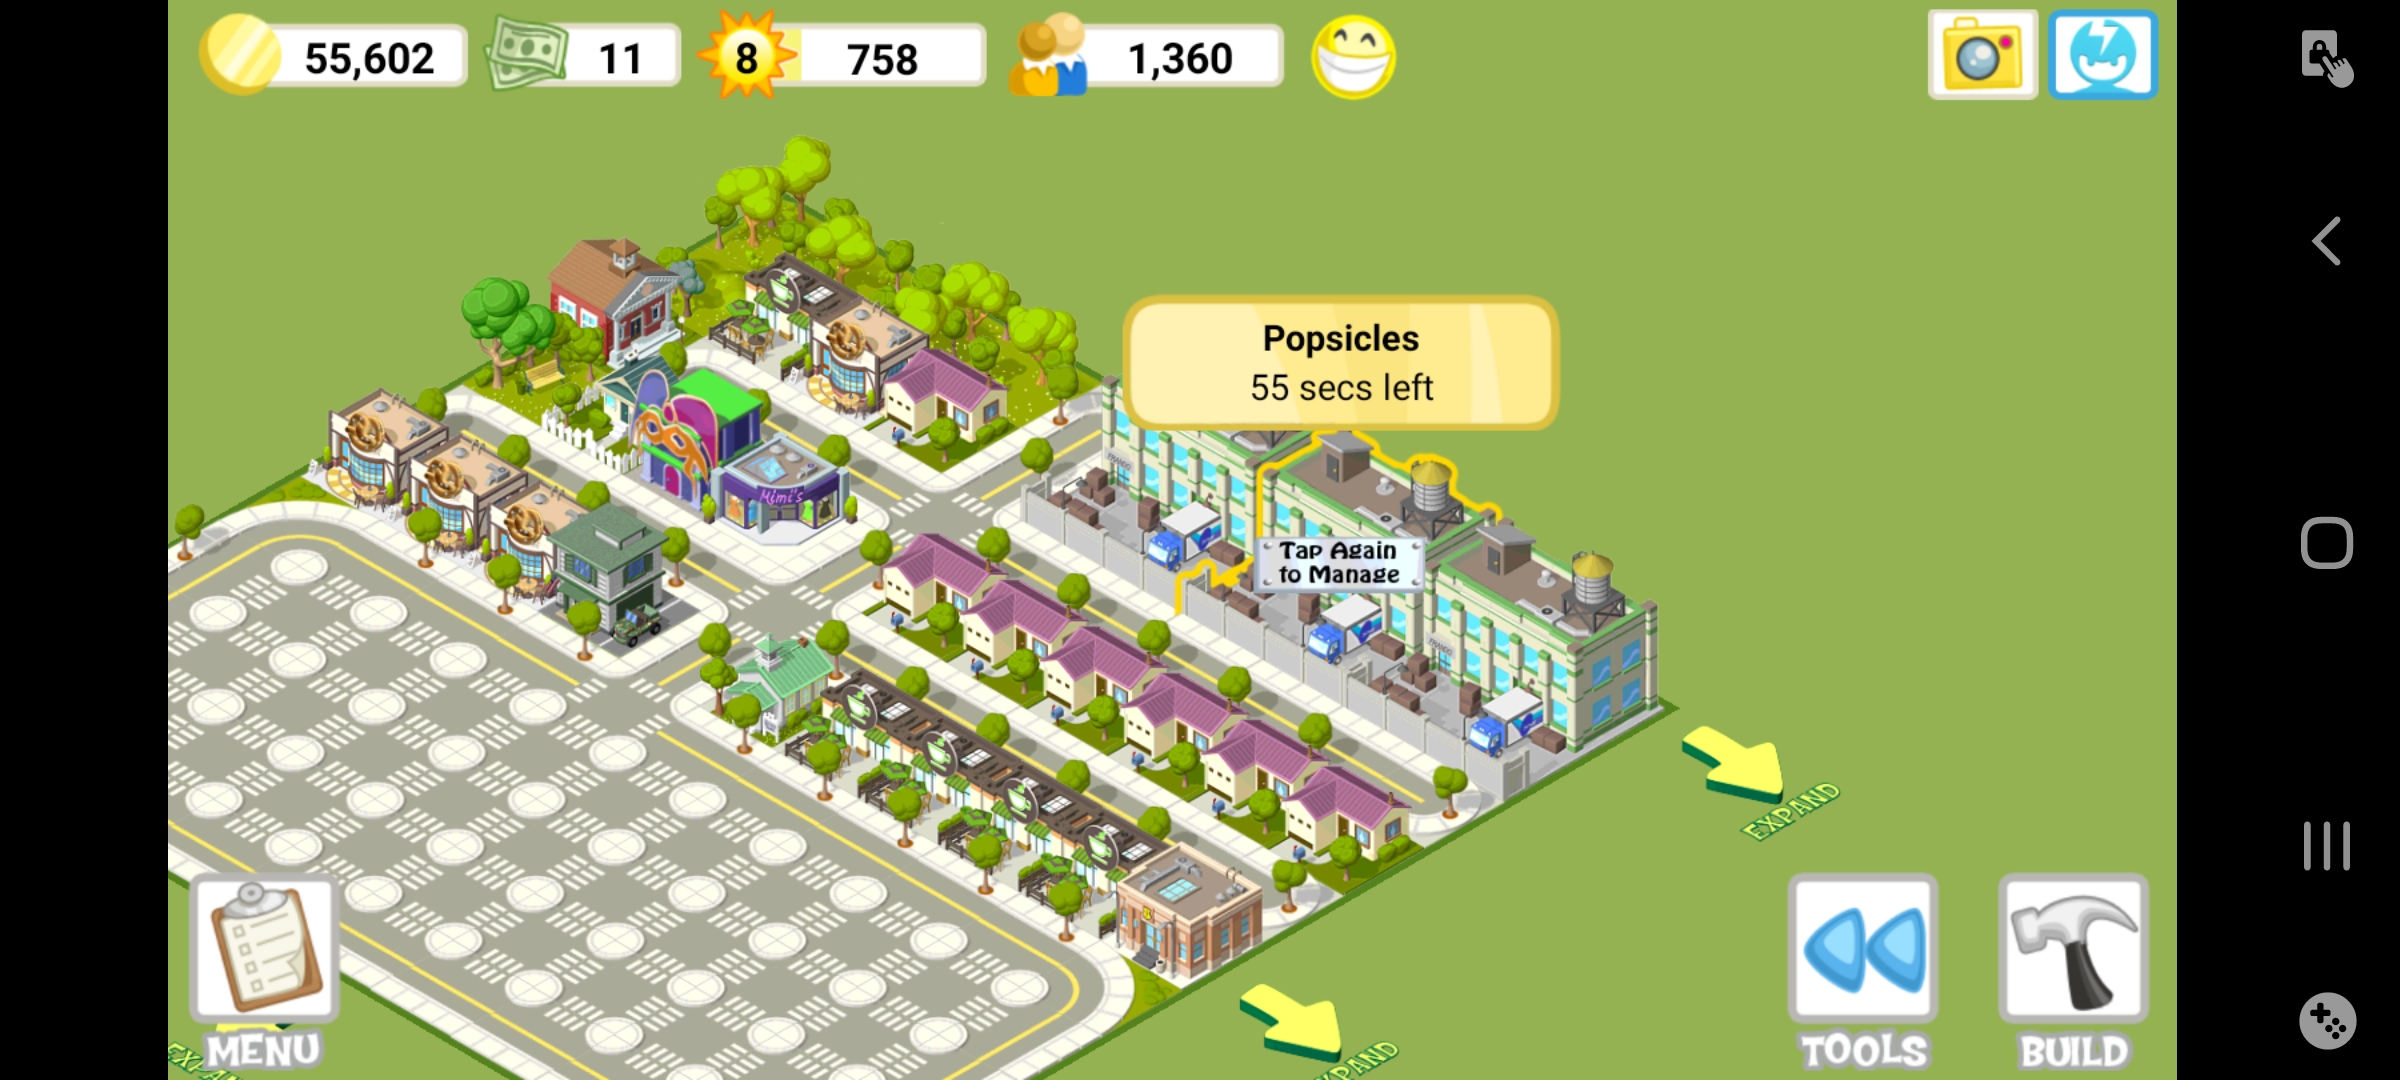 55,602
11
8
758
1,360
Popsicles
55 secs left
Tap Again
to Manage
Mimi's
EXPAND
MENU
TOOLS
BUILD